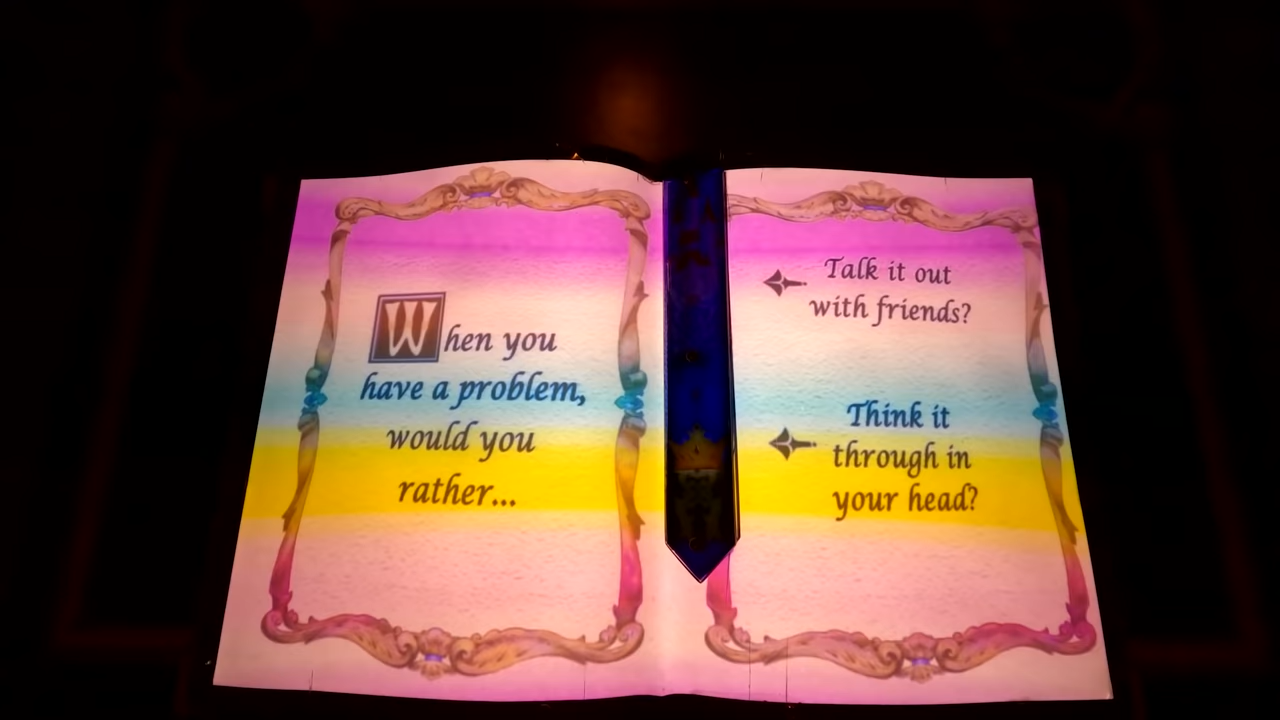 When you
have a problem,
would you
rather...
Talk it out
with friends?
Think it
through in
your head?